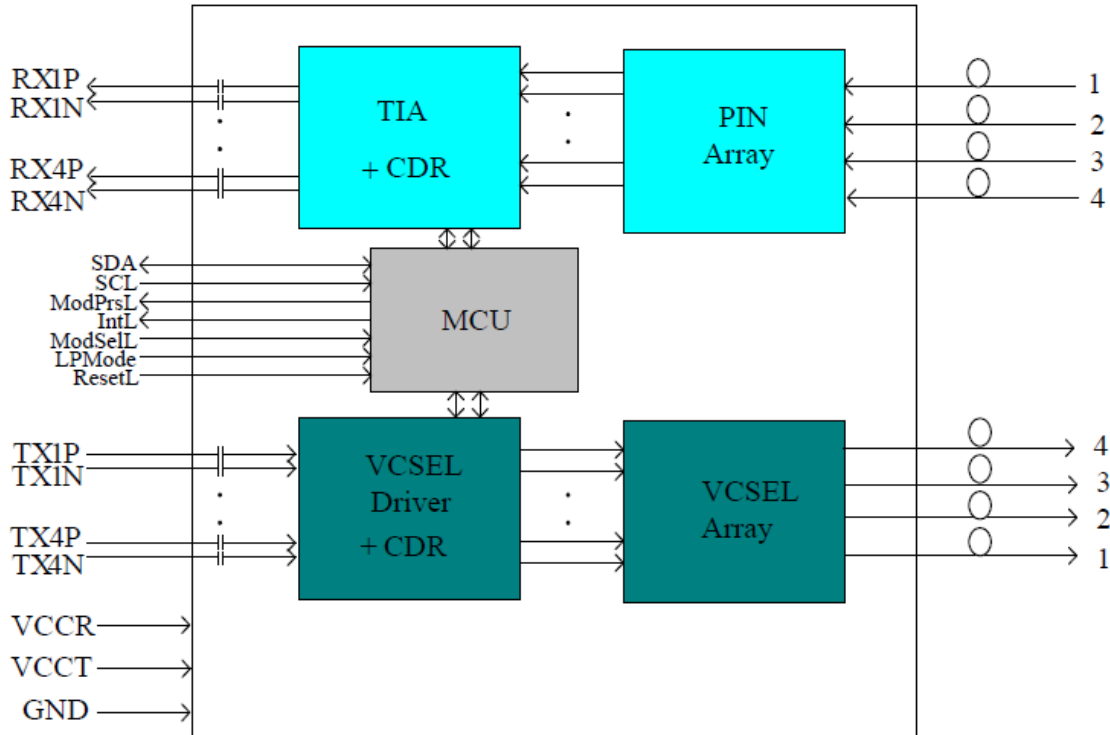 RX1P
RX1N
RX4P
RX4N
TIA
+ CDR
PIN
Array
1
2
3
4
SDA
SCL
ModPrsL
IntL
ModSelL
LPMode
ResetL
MCU
TX1P
TX1N
TX4P
TX4N
VCSEL
Driver
+ CDR
VCSEL
Array
4
3
2
1
VCCR
VCCT
GND